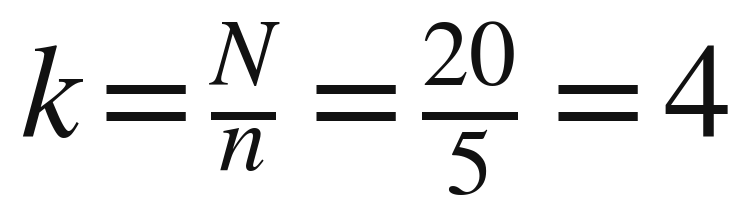 k = N/n = 20/5 = 4